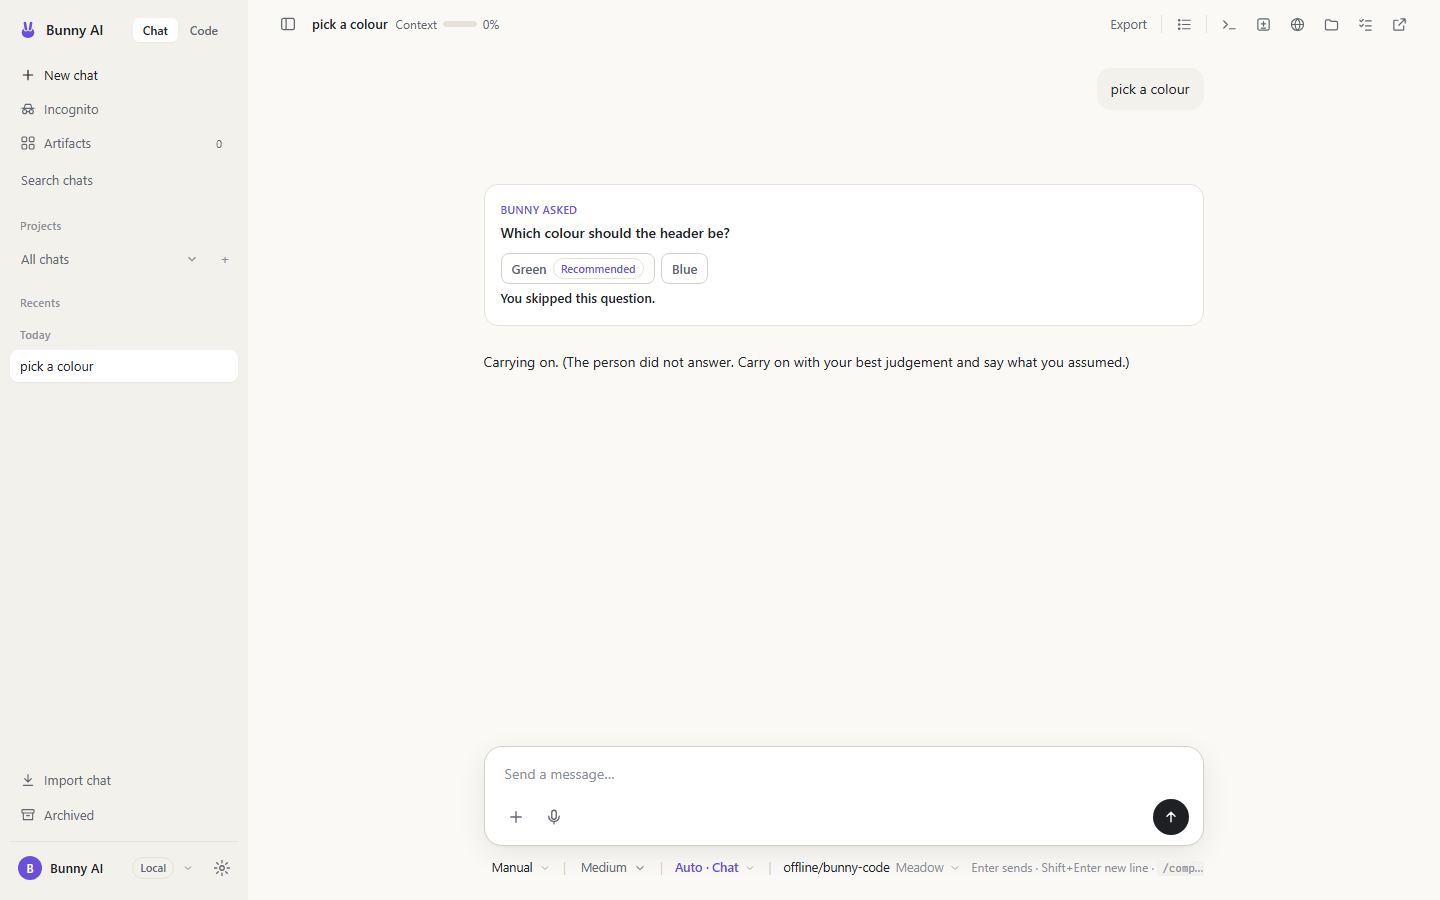 Bunny AI
Chat
Code
New chat
Incognito
Artifacts
0
Search chats
Projects
All chats
+
Recents
Today
pick a colour
Import chat
Archived
B
Bunny AI
Local
pick a colour
Context
0%
Export
pick a colour
BUNNY ASKED
Which colour should the header be?
Green
Recommended
Blue
You skipped this question.
Carrying on. (The person did not answer. Carry on with your best judgement and say what you assumed.)
Send a message...
Manual
Medium
Auto · Chat
offline/bunny-code Meadow
Enter sends · Shift+Enter new line · /comp...